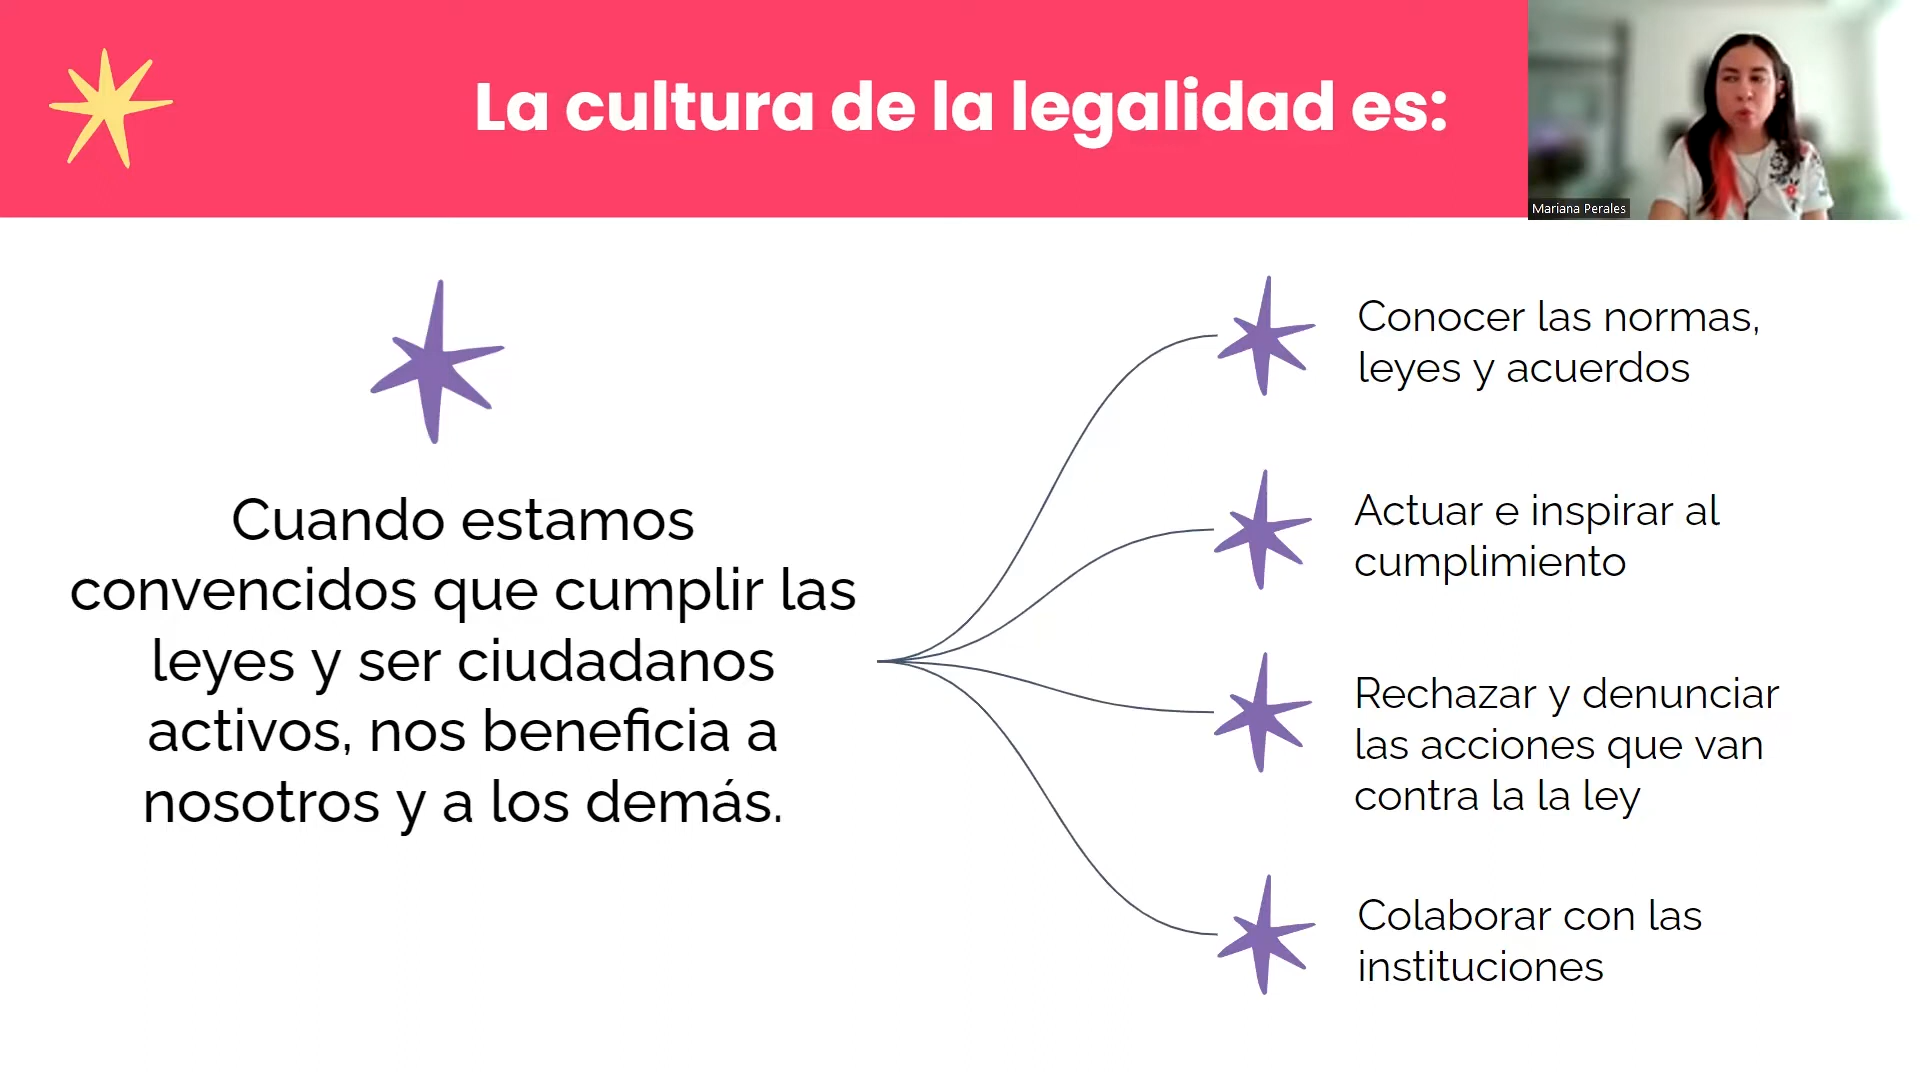 La cultura de la legalidad es:
Mariana Perales
Cuando estamos
convencidos que cumplir las
leyes y ser ciudadanos
activos, nos beneficia a
nosotros y a los demás.
Conocer las normas,
leyes y acuerdos
Actuar e inspirar al
cumplimiento
Rechazar y denunciar
las acciones que van
contra la la ley
Colaborar con las
instituciones